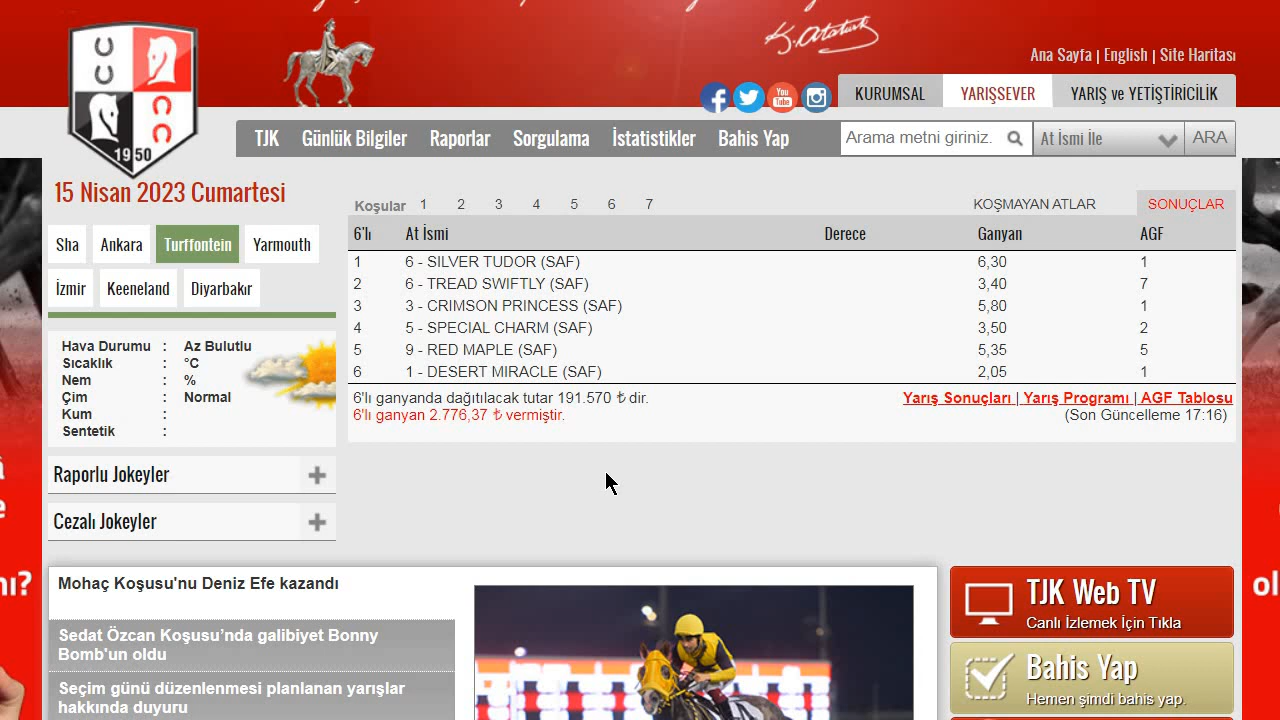 K. Atatürk
Ana Sayfa | English | Site Haritası
KURUMSAL YARIŞSEVER YARIŞ ve YETİŞTİRİCİLİK
You Tube
TJK Günlük Bilgiler Raporlar Sorgulama İstatistikler Bahis Yap Arama metni giriniz. At İsmi İle ARA
1950
15 Nisan 2023 Cumartesi
Sha Ankara Turffontein Yarmouth
İzmir Keeneland Diyarbakır
Hava Durumu : Az Bulutlu
Sıcaklık : °C
Nem : %
Çim : Normal
Kum :
Sentetik :
Raporlu Jokeyler +
Cezalı Jokeyler +
Koşular 1 2 3 4 5 6 7 KOŞMAYAN ATLAR SONUÇLAR
6'lı At İsmi Derece Ganyan AGF
1 6 - SILVER TUDOR (SAF) 6,30 1
2 6 - TREAD SWIFTLY (SAF) 3,40 7
3 3 - CRIMSON PRINCESS (SAF) 5,80 1
4 5 - SPECIAL CHARM (SAF) 3,50 2
5 9 - RED MAPLE (SAF) 5,35 5
6 1 - DESERT MIRACLE (SAF) 2,05 1
6'lı ganyanda dağıtılacak tutar 191.570 ₺ dir. Yarış Sonuçları | Yarış Programı | AGF Tablosu
6'lı ganyan 2.776,37 ₺ vermiştir. (Son Güncelleme 17:16)
Mohaç Koşusu'nu Deniz Efe kazandı
Sedat Özcan Koşusu’nda galibiyet Bonny
Bomb'un oldu
Seçim günü düzenlenmesi planlanan yarışlar
hakkında duyuru
TJK Web TV
Canlı İzlemek İçin Tıkla
Bahis Yap
Hemen şimdi bahis yap.